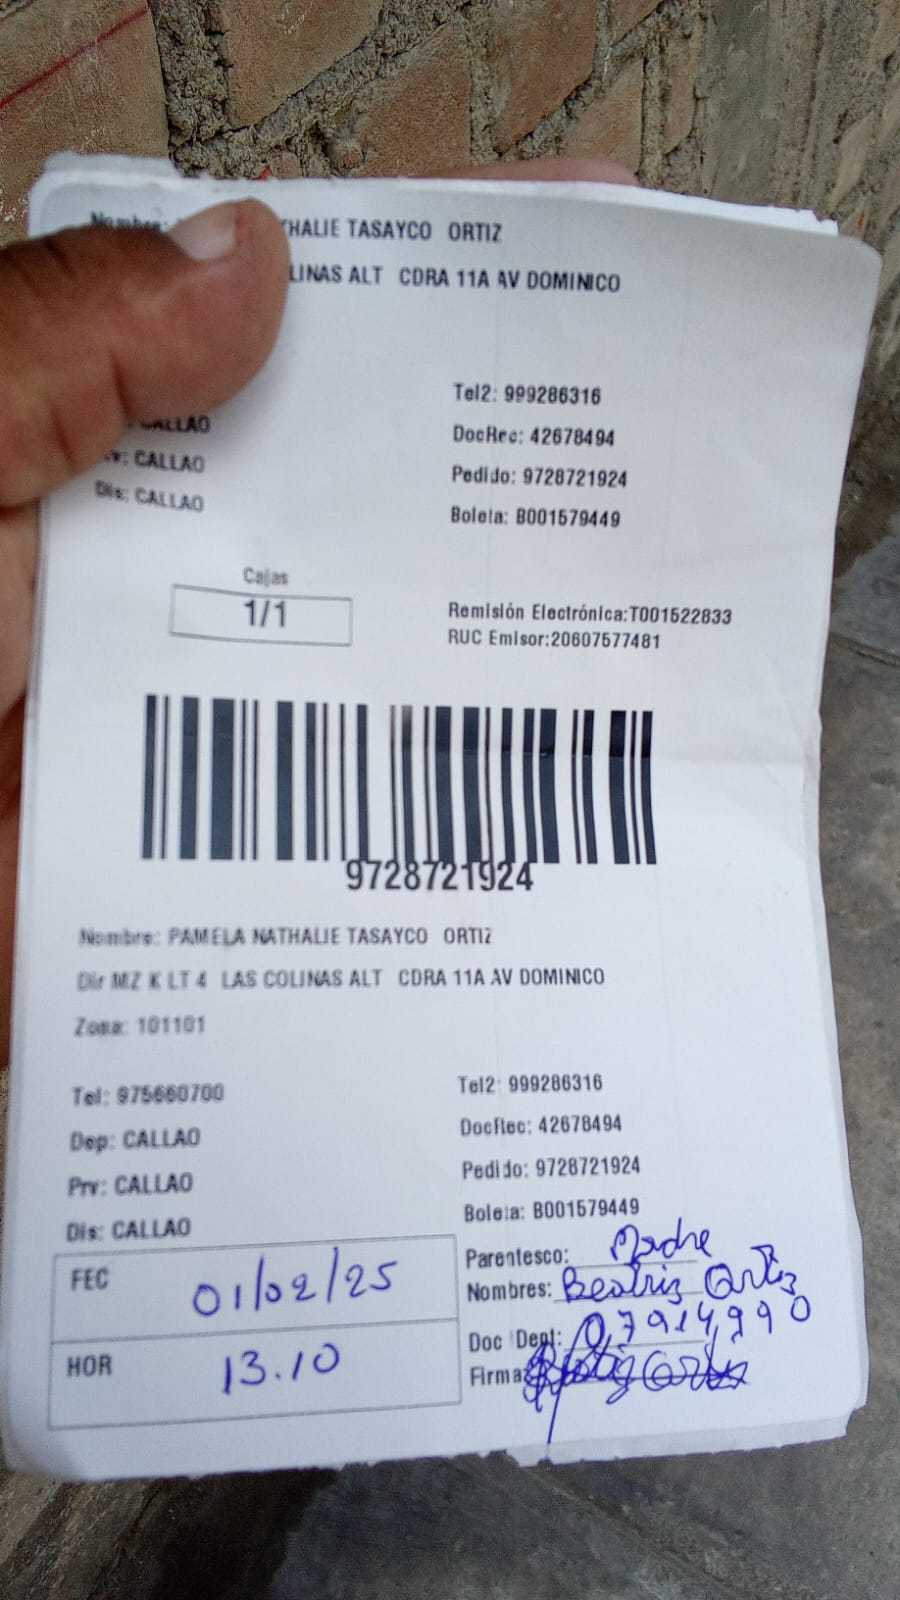 Nombre: THALIE TASAYCO ORTIZ
LINAS ALT CDRA 11A AV DOMINICO
Tel2: 999286316
CALLAO
DocRec: 42678494
CALLAO
Pedido: 9728721924
Dis: CALLAO
Boleta: B001579449
Cajas
1/1
Remisión Electrónica:T001522833
RUC Emisor:20607577481
9728721924
Nombre: PAMELA NATHALIE TASAYCO ORTIZ
Dir MZ K LT 4 LAS COLINAS ALT CDRA 11A AV DOMINICO
Zona: 101101
Tel: 975660700
Tel2: 999286316
Dep: CALLAO
DocRec: 42678494
Prv: CALLAO
Pedido: 9728721924
Dis: CALLAO
Boleta: B001579449
FEC 01/02/25
Parentesco: Madre
Nombres: Beatriz Ortiz
HOR 13.10
Doc Dept: 07914990
Firma